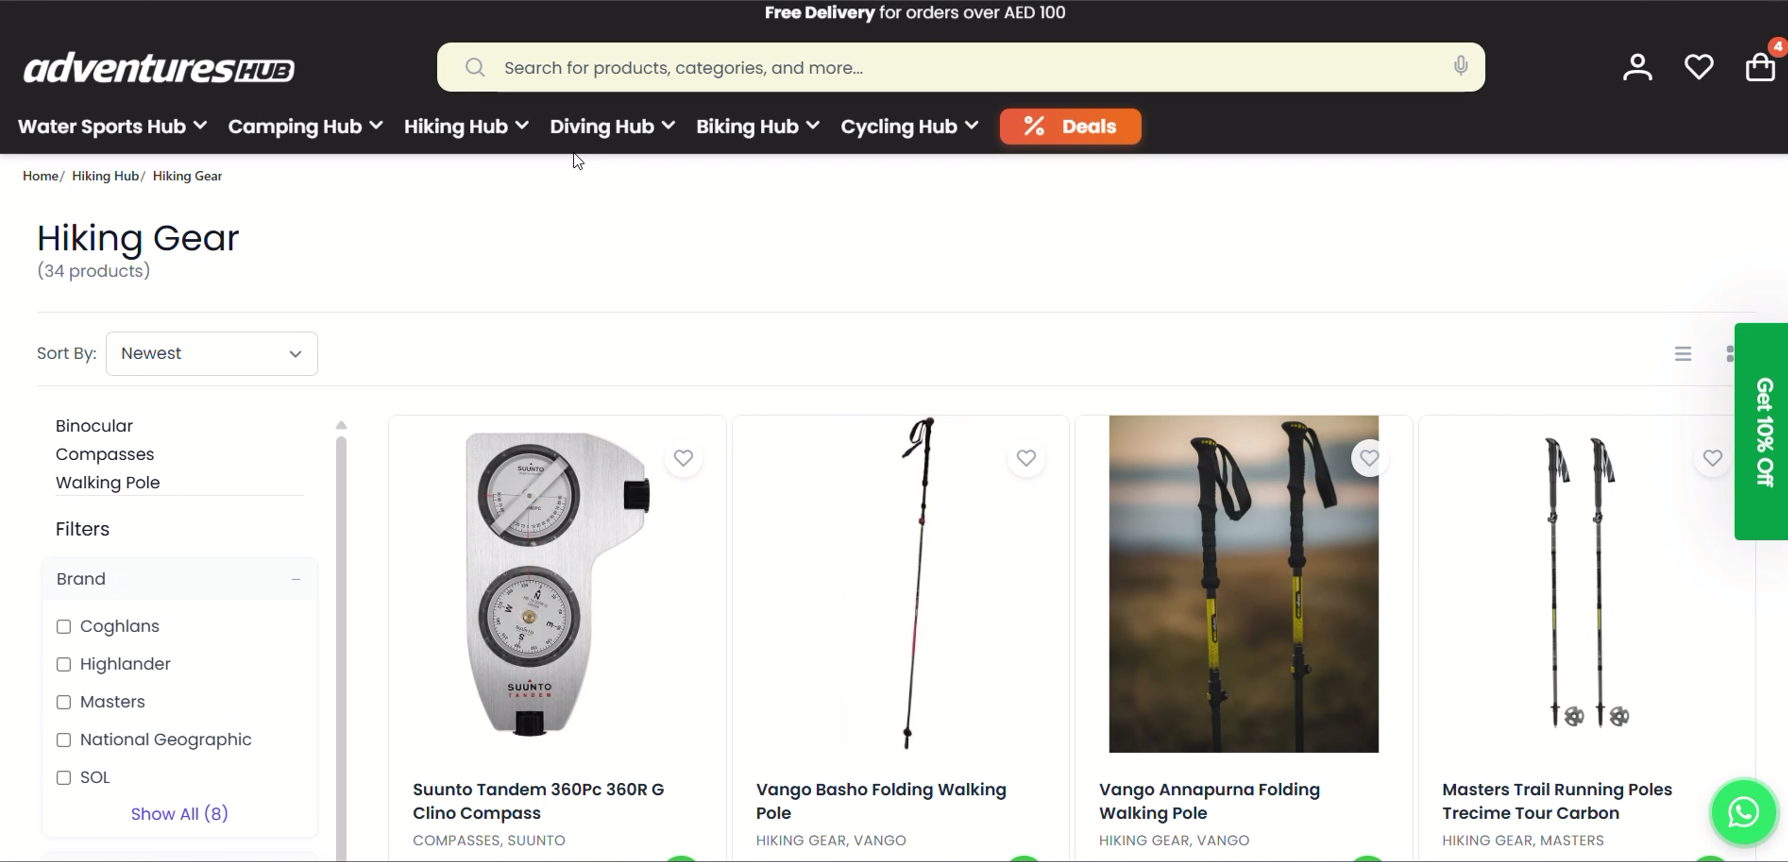 Free Delivery for orders over AED 100
adventures HUB
Search for products, categories, and more...
4
Water Sports Hub
Camping Hub
Hiking Hub
Diving Hub
Biking Hub
Cycling Hub
% Deals
Home/ Hiking Hub/ Hiking Gear
Hiking Gear
(34 products)
Sort By: Newest
Get 10% Off
Binocular
Compasses
Walking Pole
Filters
Brand
Coghlans
Highlander
Masters
National Geographic
SOL
Show All (8)
SUUNTO
SUUNTO
TANDEM
Suunto Tandem 360Pc 360R G
Clino Compass
COMPASSES, SUUNTO
Vango Basho Folding Walking
Pole
HIKING GEAR, VANGO
Vango Annapurna Folding
Walking Pole
HIKING GEAR, VANGO
Masters Trail Running Poles
Trecime Tour Carbon
HIKING GEAR, MASTERS